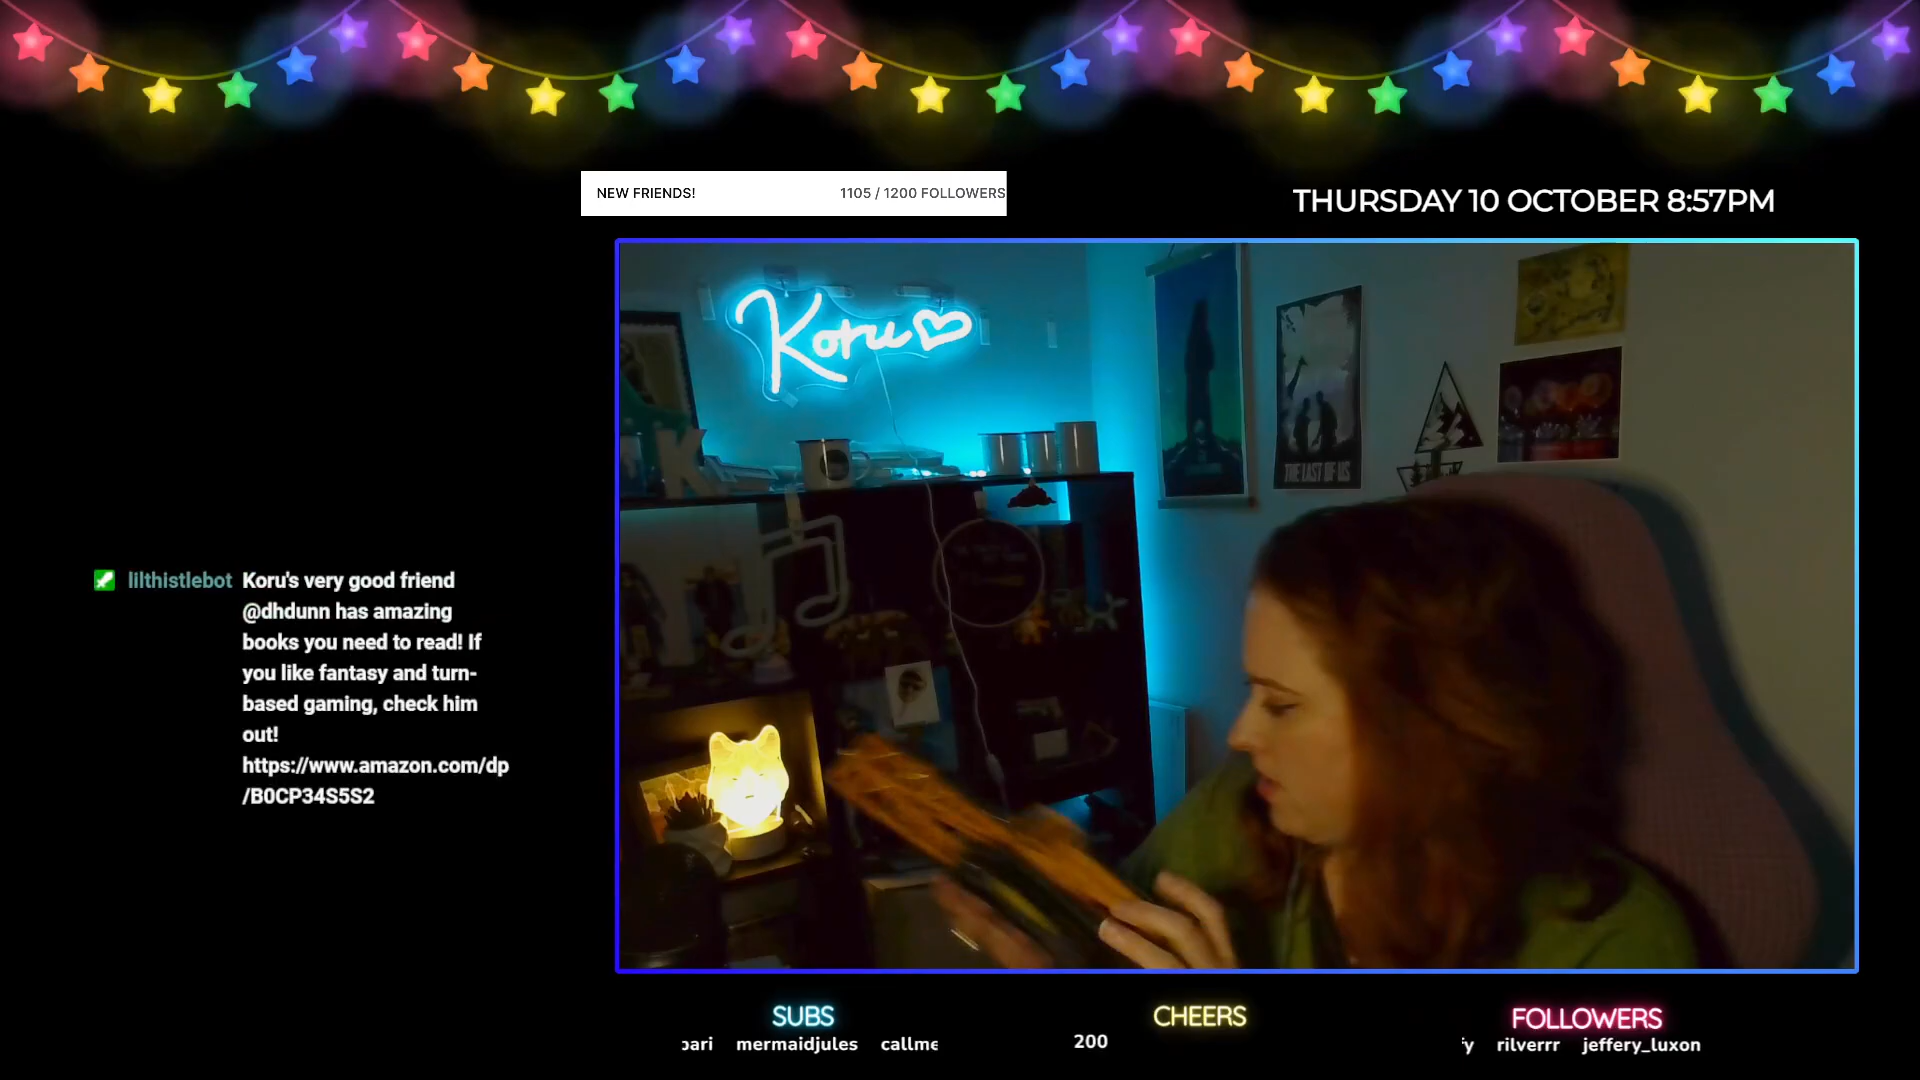 NEW FRIENDS! 1105 / 1200 FOLLOWERS
THURSDAY 10 OCTOBER 8:57PM
Koru
THE LAST OF US
K
lilthistlebot Koru's very good friend
@dhdunn has amazing
books you need to read! If
you like fantasy and turn-
based gaming, check him
out!
https://www.amazon.com/dp
/B0CP34S5S2
SUBS CHEERS FOLLOWERS
bari mermaidjules callme 200 fy rilverrr jeffery_luxon